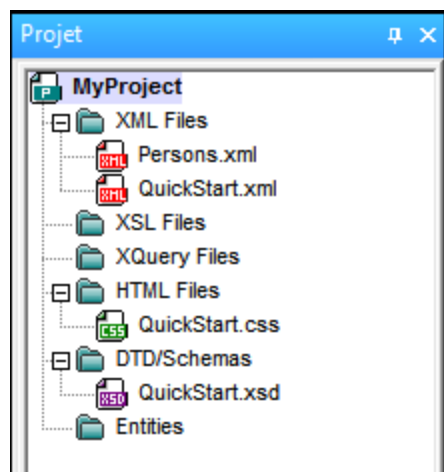 Projet
MyProject
XML Files
Persons.xml
QuickStart.xml
XSL Files
XQuery Files
HTML Files
QuickStart.css
DTD/Schemas
QuickStart.xsd
Entities